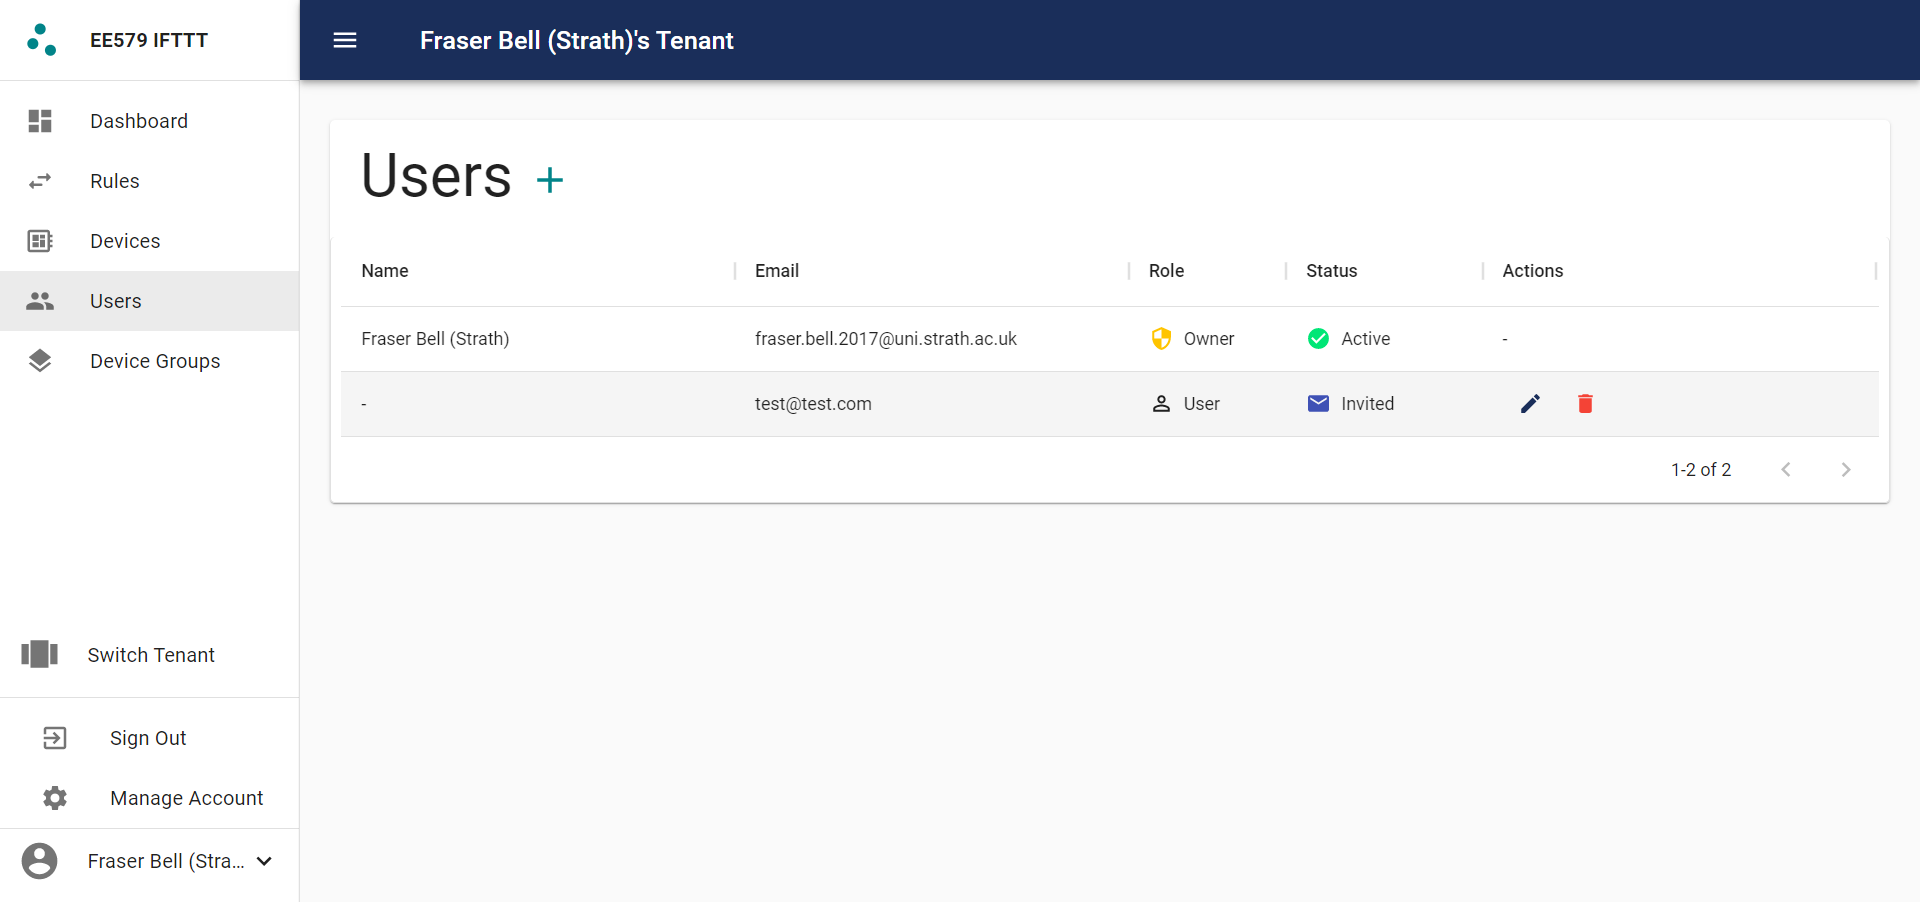 EE579 IFTTT
Fraser Bell (Strath)'s Tenant
Dashboard
Rules
Devices
Users
Device Groups
Switch Tenant
Sign Out
Manage Account
Fraser Bell (Stra...
Users +
Name Email Role Status Actions
Fraser Bell (Strath) fraser.bell.2017@uni.strath.ac.uk Owner Active -
- test@test.com User Invited
1-2 of 2